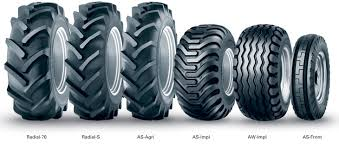 Radial-70
Radial-S
AS-Agri
AS-Impl
AW-Impl
AS-Front